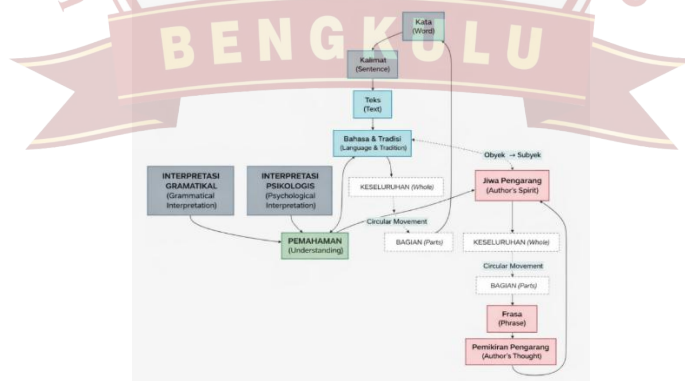 BENGKULU
Kata
(Word)
Kalimat
(Sentence)
Teks
(Text)
Bahasa & Tradisi
(Language & Tradition)
Obyek → Subyek
INTERPRETASI
GRAMATIKAL
(Grammatical
Interpretation)
INTERPRETASI
PSIKOLOGIS
(Psychological
Interpretation)
KESELURUHAN (Whole)
Jiwa Pengarang
(Author's Spirit)
Circular Movement
PEMAHAMAN
(Understanding)
BAGIAN (Parts)
KESELURUHAN (Whole)
Circular Movement
BAGIAN (Parts)
Frasa
(Phrase)
Pemikiran Pengarang
(Author's Thought)